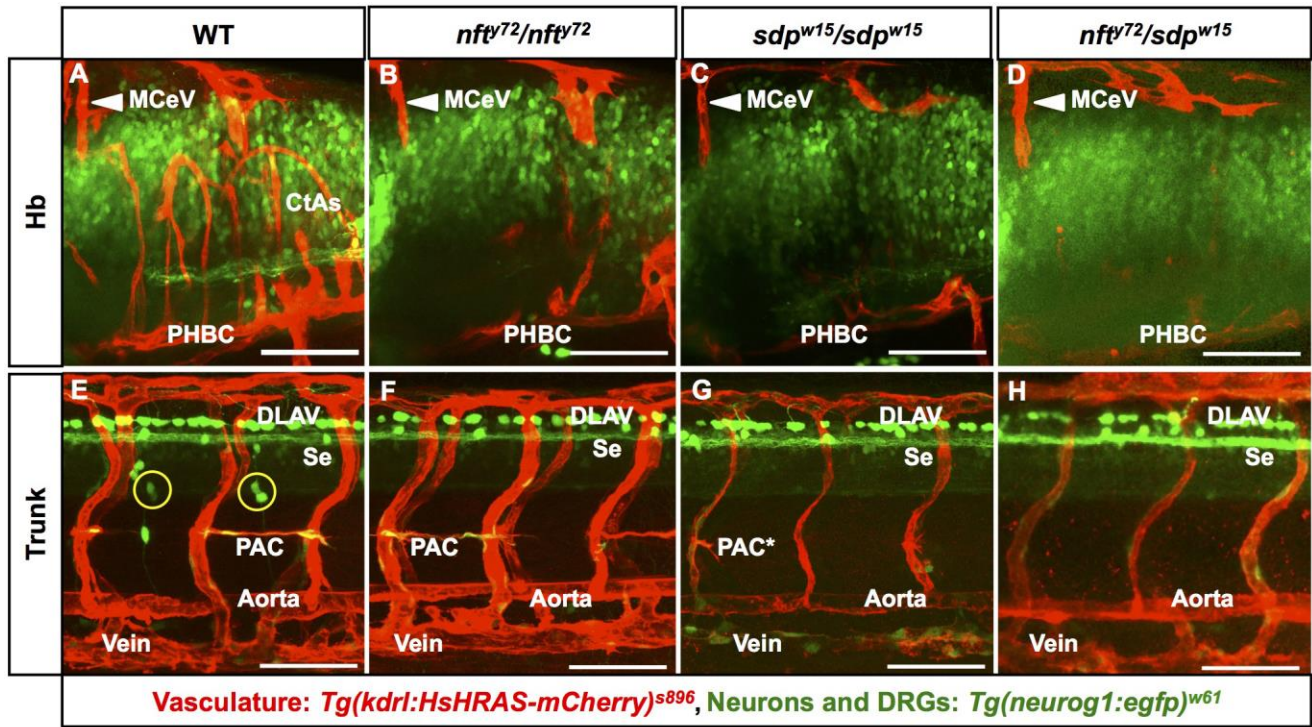 WT
nft^y72/nft^y72
sdp^w15/sdp^w15
nft^y72/sdp^w15
Hb
A
MCeV
CtAs
PHBC
B
MCeV
PHBC
C
MCeV
PHBC
D
MCeV
Trunk
E
DLAV
Se
PAC
Aorta
Vein
F
DLAV
Se
PAC
Aorta
Vein
G
DLAV
Se
PAC*
Aorta
Vein
H
DLAV
Se
Aorta
Vein
Vasculature: Tg(kdrl:HsHRAS-mCherry)^s896, Neurons and DRGs: Tg(neurog1:egfp)^w61